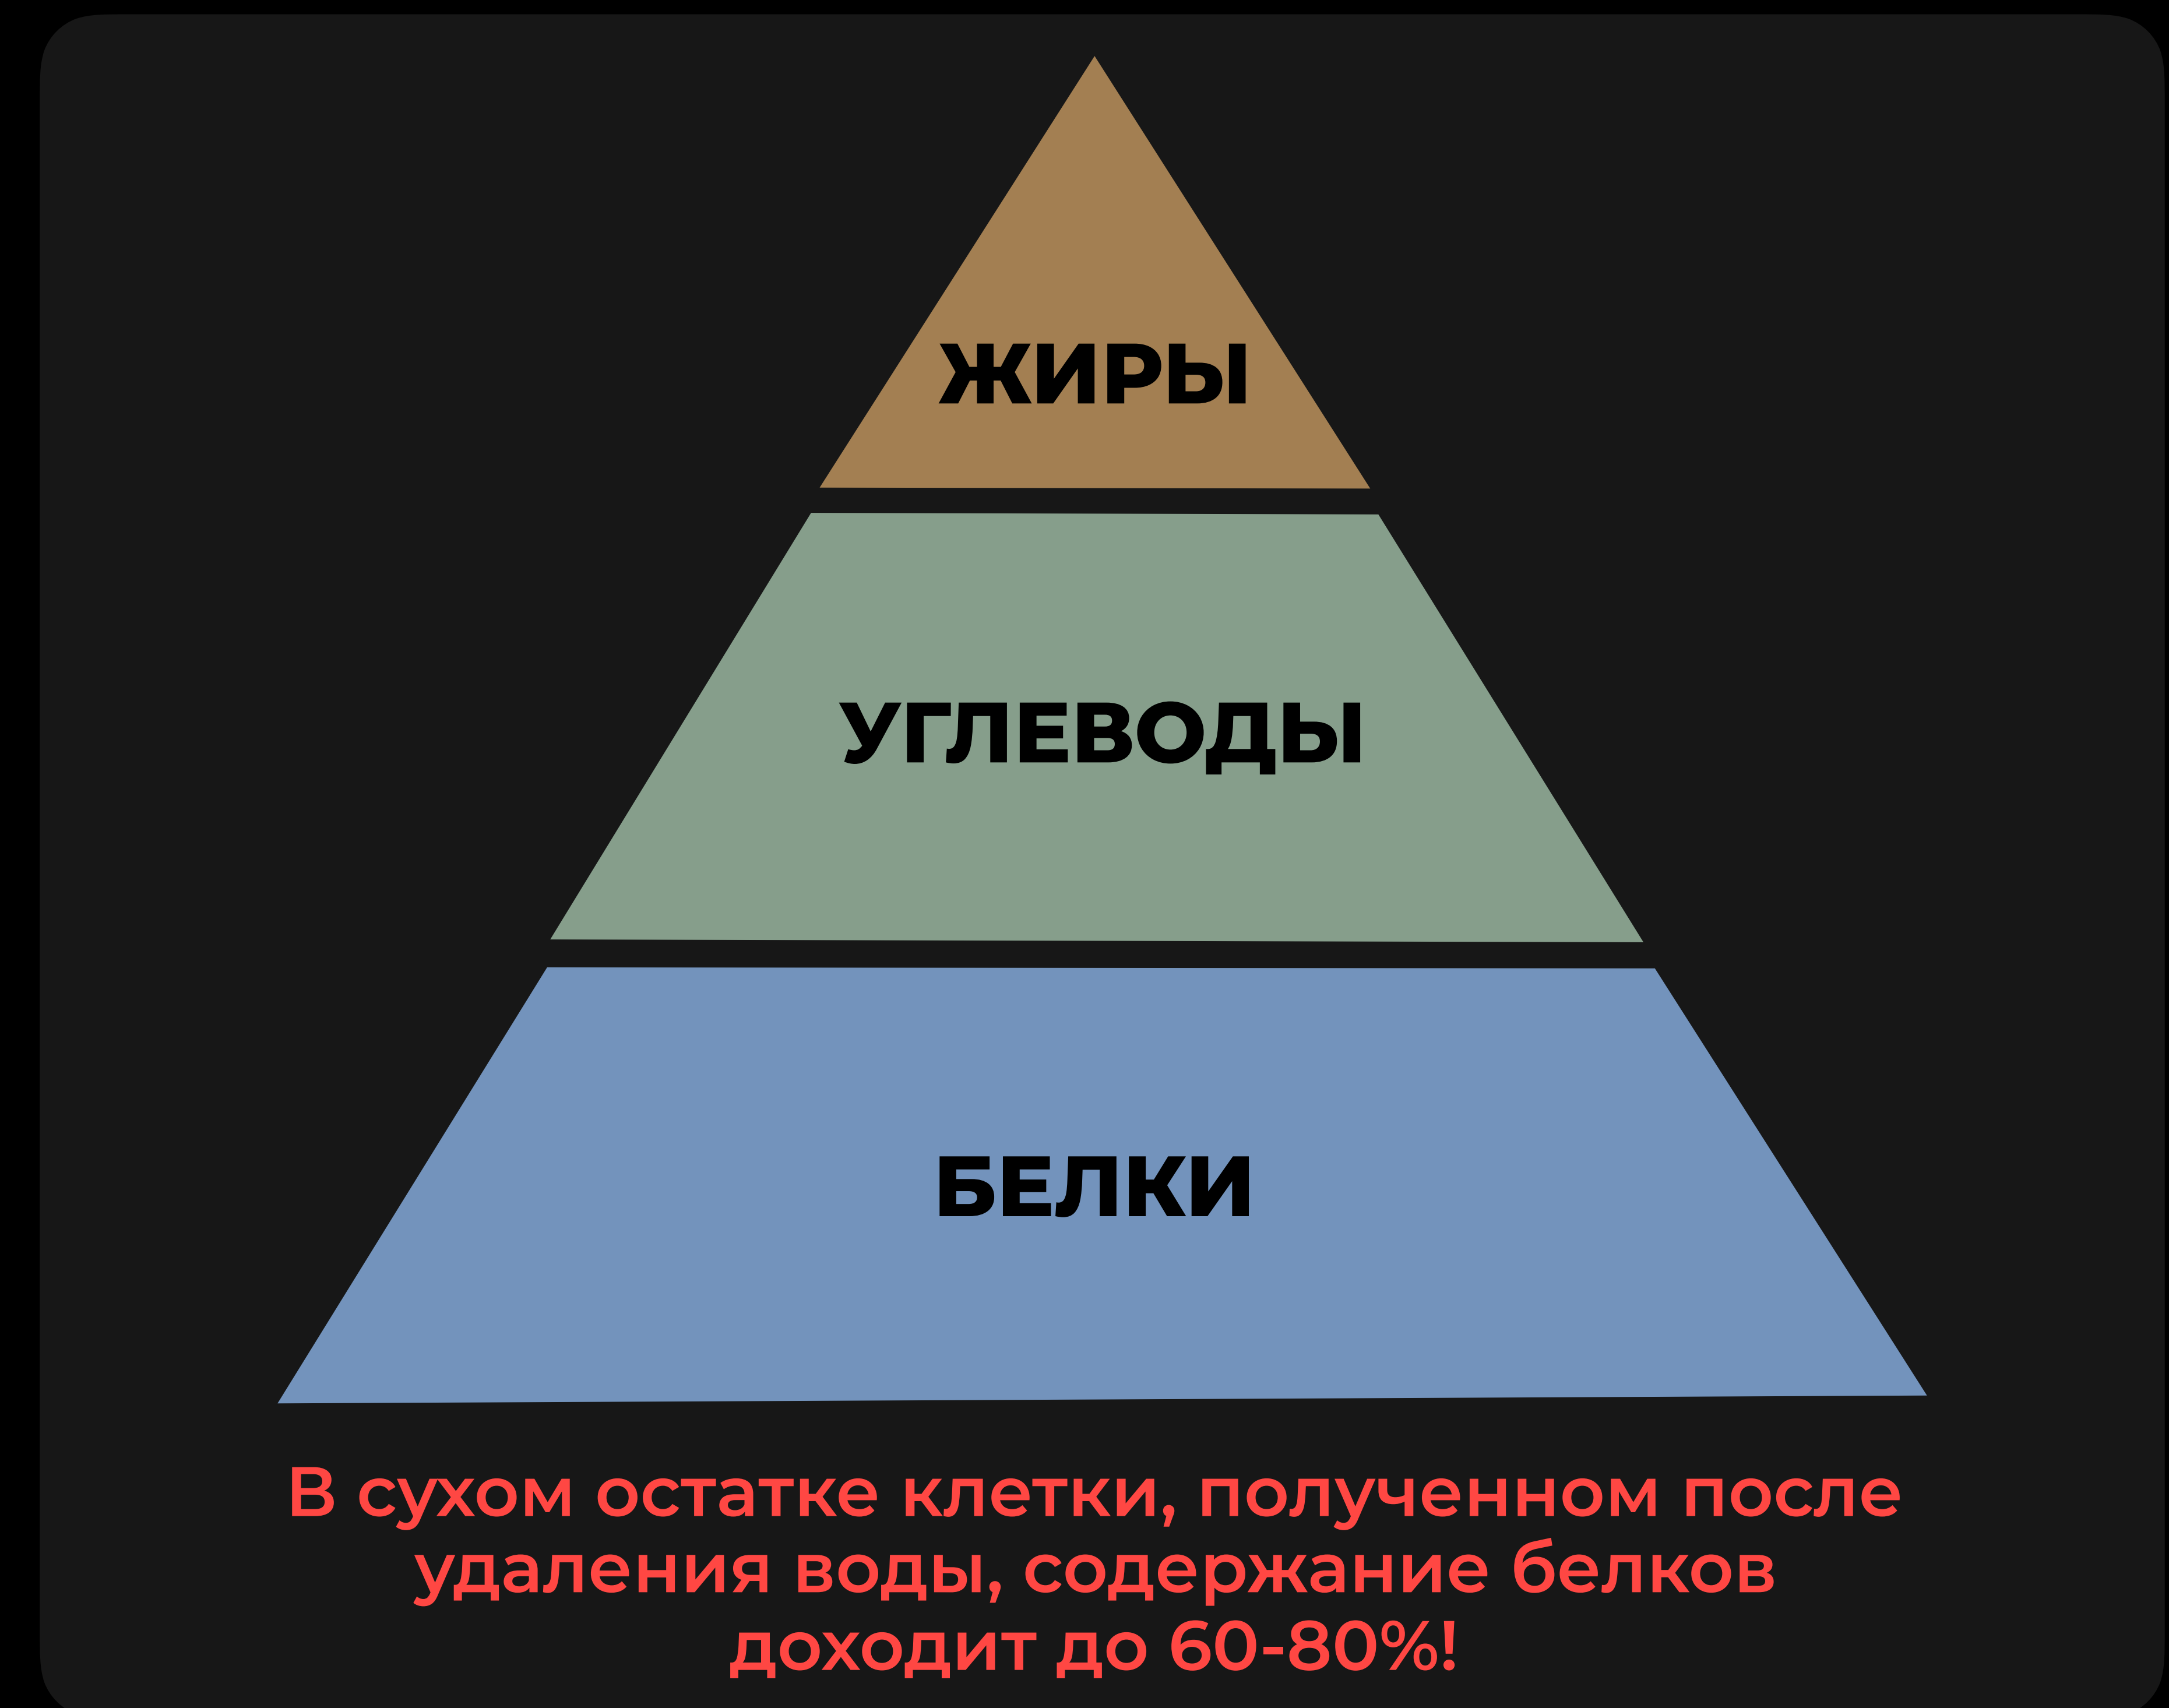 ЖИРЫ
УГЛЕВОДЫ
БЕЛКИ
В сухом остатке клетки, полученном после
удаления воды, содержание белков
доходит до 60-80%!